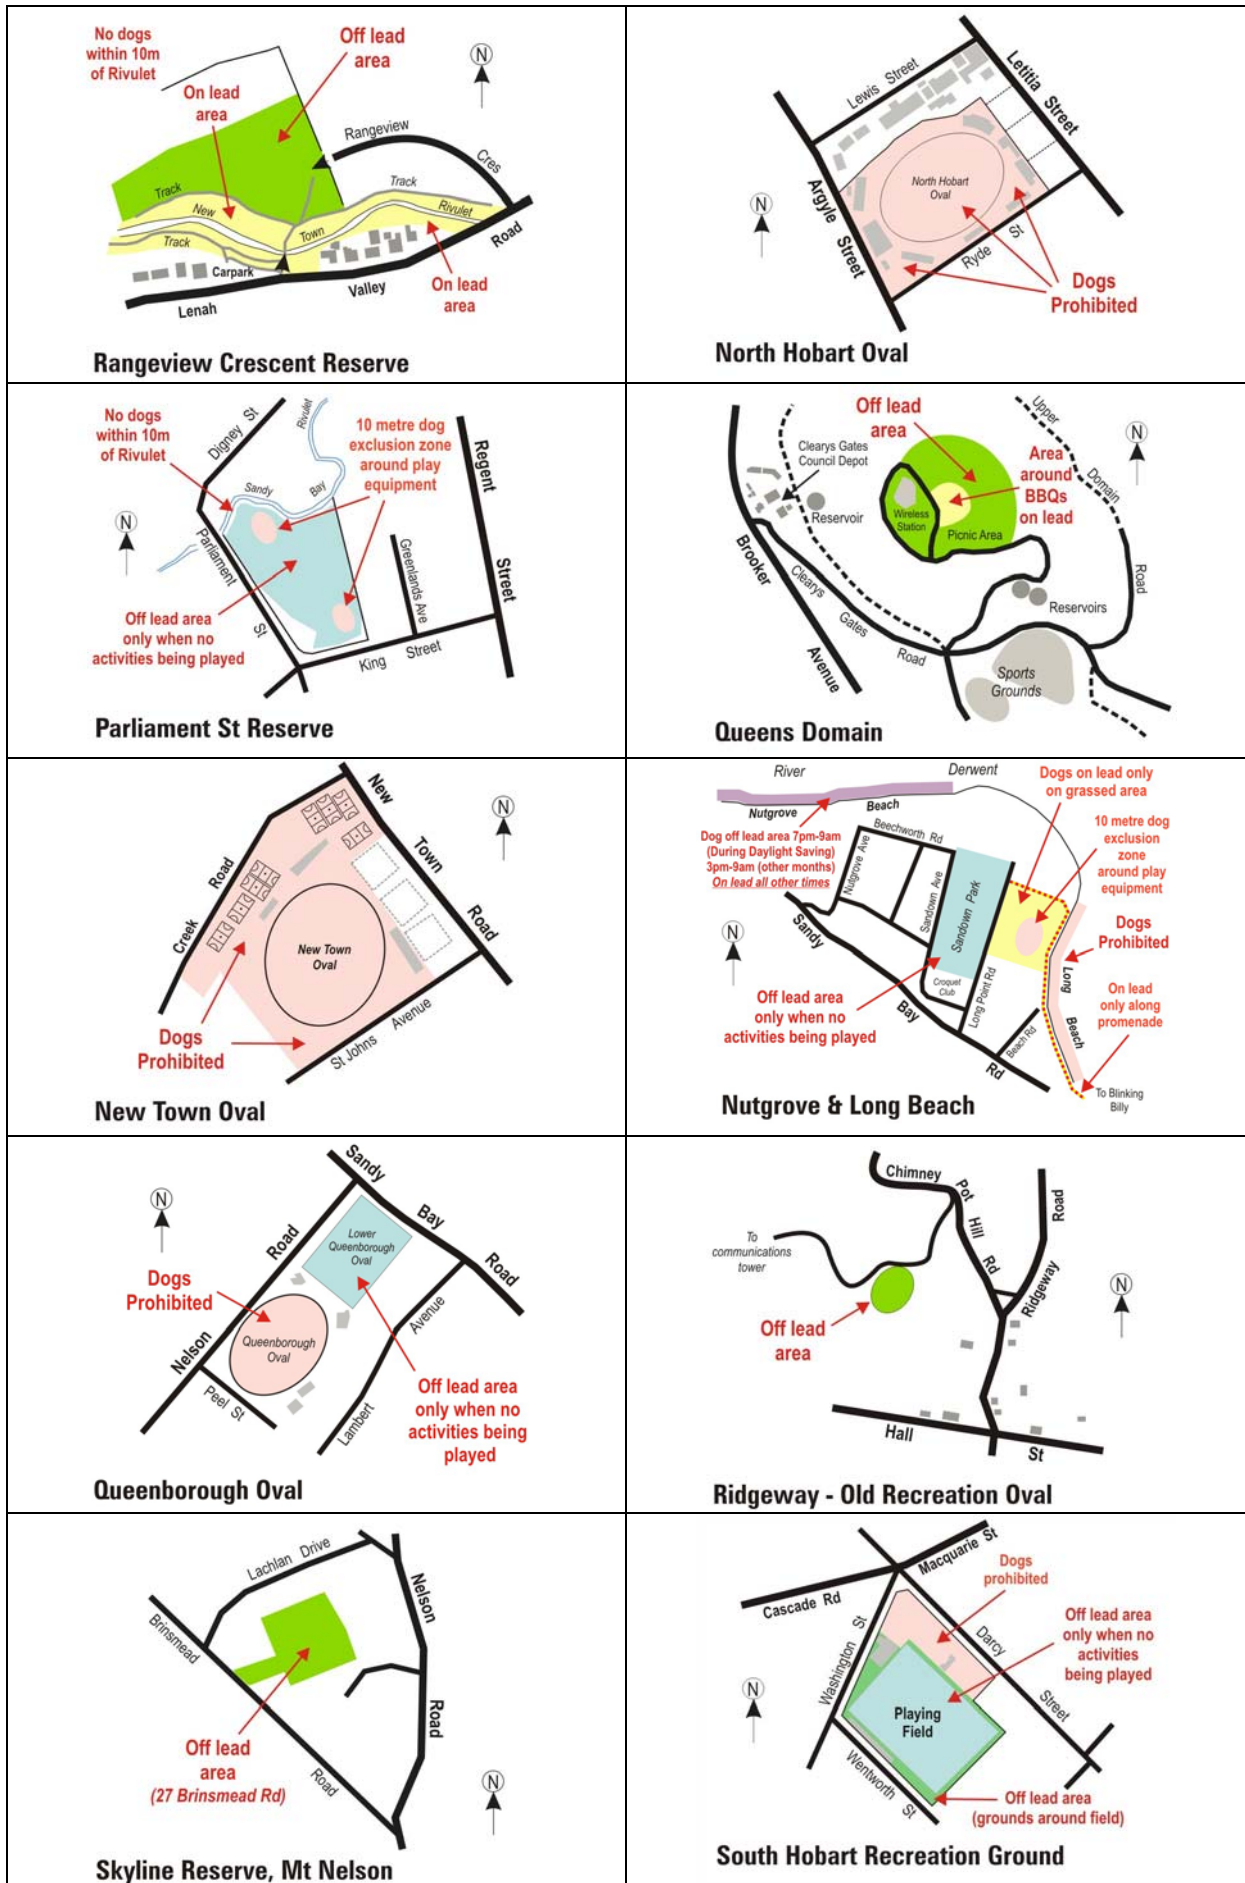 No dogs
within 10m
of Rivulet
Off lead
area
On lead
area
N
Rangeview
Cres
Track
Track
New
Town
Rivulet
Track
Carpark
Road
Valley
Lenah
On lead
area
Rangeview Crescent Reserve
Lewis Street
Letitia Street
North Hobart
Oval
N
Argyle Street
Ryde St
Dogs
Prohibited
North Hobart Oval
No dogs
within 10m
of Rivulet
Digney St
Rivulet
10 metre dog
exclusion zone
around play
equipment
Regent
Street
N
Sandy
Bay
Parliament
St
Greenlands Ave
Off lead area
only when no
activities being played
King Street
Parliament St Reserve
Off lead
area
Upper
Domain
Road
N
Clearys Gates
Council Depot
Area
around
BBQs
on lead
Reservoir
Wireless
Station
Picnic Area
Brooker
Avenue
Clearys
Gates
Road
Reservoirs
Sports
Grounds
Queens Domain
New
Town
Road
N
Creek
Road
New Town
Oval
Dogs
Prohibited
St Johns Avenue
New Town Oval
River Derwent
Dogs on lead only
on grassed area
Nutgrove Beach
Dog off lead area 7pm-9am
(During Daylight Saving)
3pm-9am (other months)
On lead all other times
Beechworth Rd
10 metre dog
exclusion
zone
around play
equipment
Nutgrove Ave
Sandown Ave
Sandown Park
Sandy
Bay
Rd
N
Dogs
Prohibited
Long
Beach
Croquet
Club
Long Point Rd
Beach Rd
On lead
only along
promenade
Off lead area
only when no
activities being played
To Blinking
Billy
Nutgrove & Long Beach
Sandy
Bay
Road
N
Road
Nelson
Lower
Queenborough
Oval
Dogs
Prohibited
Queenborough
Oval
Avenue
Lambert
Peel St
Off lead area
only when no
activities being
played
Queenborough Oval
Chimney
Pot
Hill
Rd
Road
Ridgeway
To
communications
tower
N
Off lead
area
Hall
St
Ridgeway - Old Recreation Oval
Lachlan Drive
Nelson
Road
Brinsmead
Road
Off lead
area
(27 Brinsmead Rd)
N
Skyline Reserve, Mt Nelson
Macquarie St
Cascade Rd
Dogs
prohibited
Off lead area
only when no
activities
being played
Washington St
Darcy
Street
N
Playing
Field
Wentworth St
Off lead area
(grounds around field)
South Hobart Recreation Ground